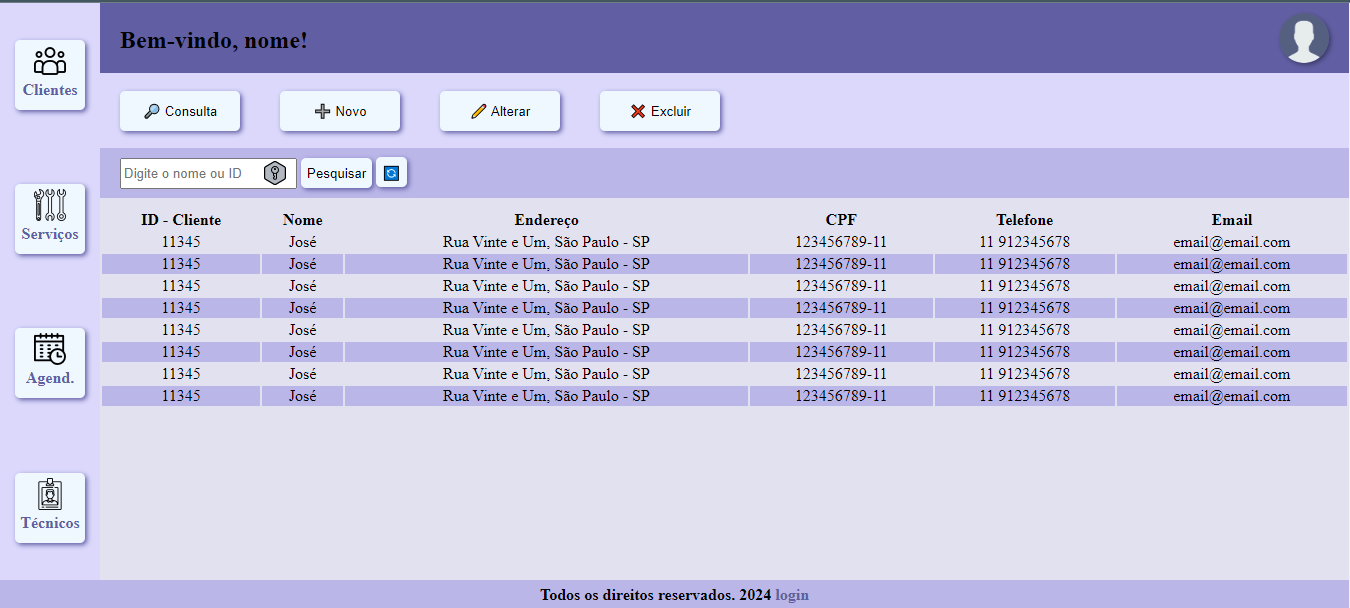 Bem-vindo, nome!
Clientes
Serviços
Agend.
Técnicos
Consulta Novo Alterar Excluir
Digite o nome ou ID Pesquisar
ID - Cliente Nome Endereço CPF Telefone Email
11345 José Rua Vinte e Um, São Paulo - SP 123456789-11 11 912345678 email@email.com
11345 José Rua Vinte e Um, São Paulo - SP 123456789-11 11 912345678 email@email.com
11345 José Rua Vinte e Um, São Paulo - SP 123456789-11 11 912345678 email@email.com
11345 José Rua Vinte e Um, São Paulo - SP 123456789-11 11 912345678 email@email.com
11345 José Rua Vinte e Um, São Paulo - SP 123456789-11 11 912345678 email@email.com
11345 José Rua Vinte e Um, São Paulo - SP 123456789-11 11 912345678 email@email.com
11345 José Rua Vinte e Um, São Paulo - SP 123456789-11 11 912345678 email@email.com
11345 José Rua Vinte e Um, São Paulo - SP 123456789-11 11 912345678 email@email.com
Todos os direitos reservados. 2024 login